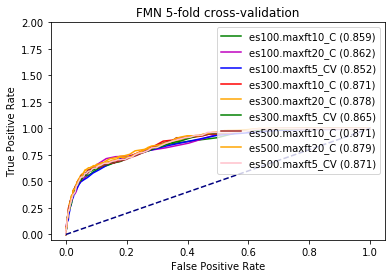 FMN 5-fold cross-validation
True Positive Rate
2.00
1.75
1.50
1.25
1.00
0.75
0.50
0.25
0.00
es100.maxft10_C (0.859)
es100.maxft20_C (0.862)
es100.maxft5_CV (0.852)
es300.maxft10_C (0.871)
es300.maxft20_C (0.878)
es300.maxft5_CV (0.865)
es500.maxft10_C (0.871)
es500.maxft20_C (0.879)
es500.maxft5_CV (0.871)
0.0 0.2 0.4 0.6 0.8 1.0
False Positive Rate